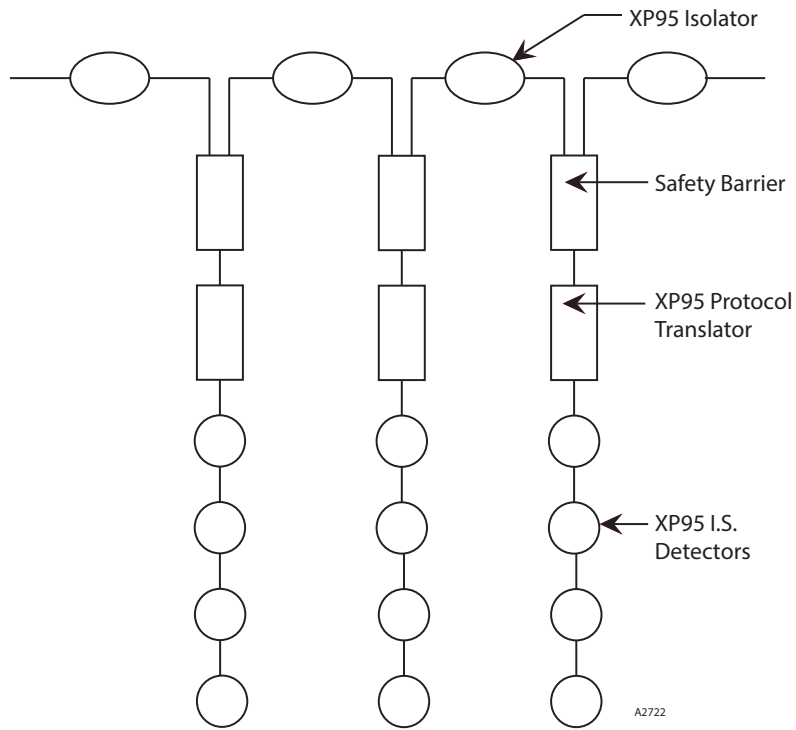 XP95 Isolator
Safety Barrier
XP95 Protocol
Translator
XP95 I.S.
Detectors
A2722